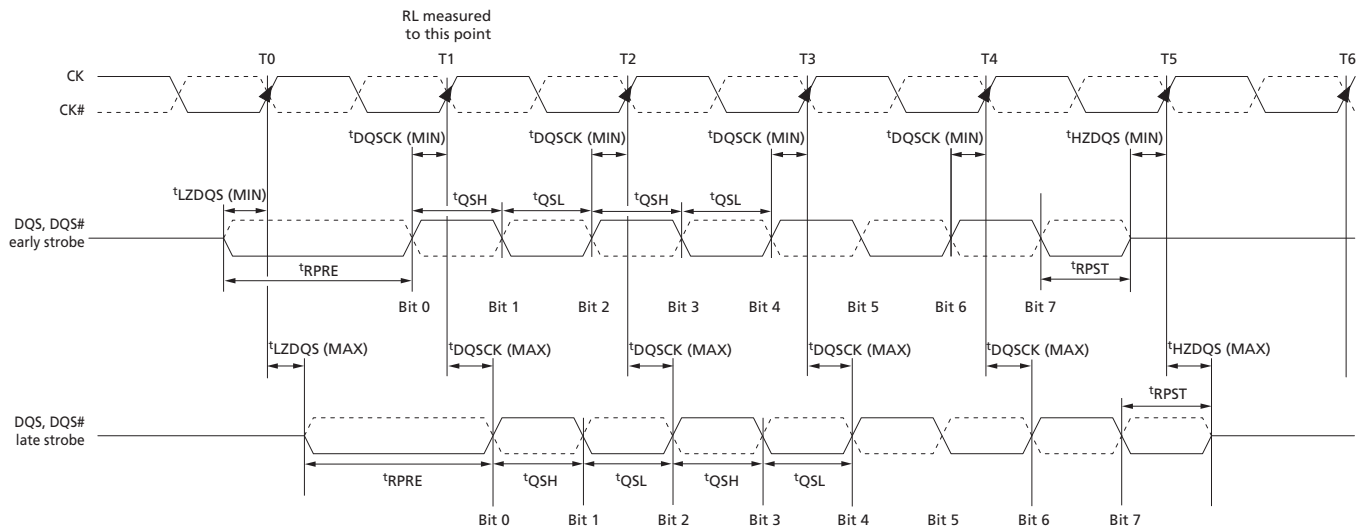 RL measured
to this point
T0 T1 T2 T3 T4 T5 T6
CK
CK#
tDQSCK (MIN) tDQSCK (MIN) tDQSCK (MIN) tDQSCK (MIN) tHZDQS (MIN)
tLZDQS (MIN) tQSH tQSL tQSH tQSL
DQS, DQS#
early strobe
tRPRE tRPST
Bit 0 Bit 1 Bit 2 Bit 3 Bit 4 Bit 5 Bit 6 Bit 7
tLZDQS (MAX) tDQSCK (MAX) tDQSCK (MAX) tDQSCK (MAX) tDQSCK (MAX) tHZDQS (MAX)
tRPST
DQS, DQS#
late strobe
tRPRE tQSH tQSL tQSH tQSL
Bit 0 Bit 1 Bit 2 Bit 3 Bit 4 Bit 5 Bit 6 Bit 7